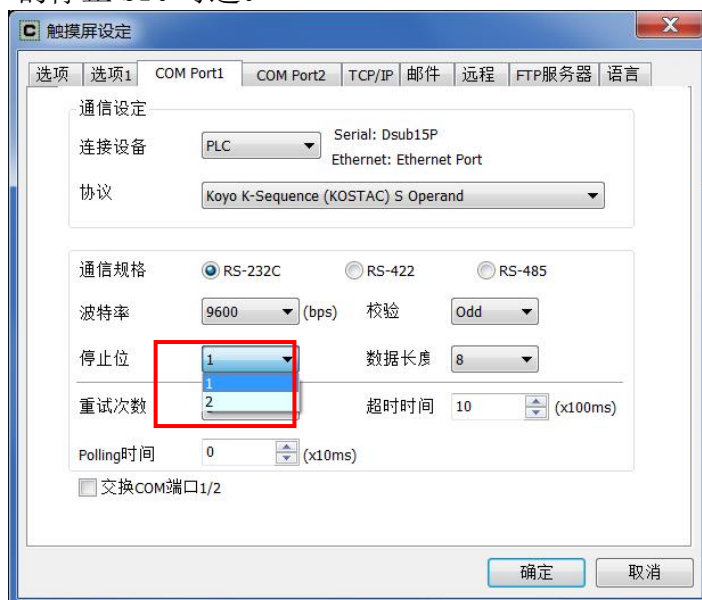 C 触摸屏设定 X
选项 选项1 COM Port1 COM Port2 TCP/IP 邮件 远程 FTP服务器 语言
通信设定
连接设备 PLC Serial: Dsub15P
Ethernet: Ethernet Port
协议 Koyo K-Sequence (KOSTAC) S Operand
通信规格 RS-232C RS-422 RS-485
波特率 9600 (bps) 校验 Odd
停止位 1 数据长度 8
1
重试次数 2 超时时间 10 (x100ms)
Polling时间 0 (x10ms)
交换COM端口1/2
确定 取消